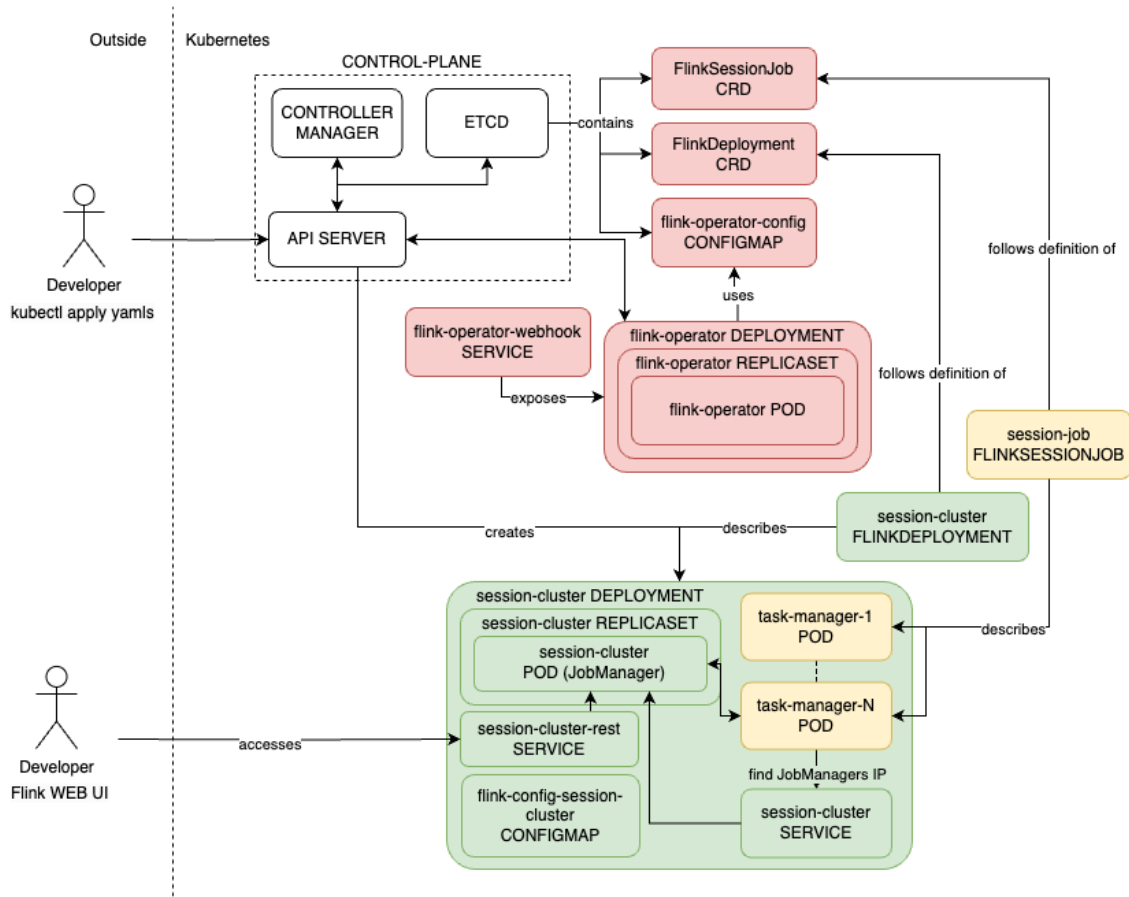 Outside
Kubernetes
CONTROL-PLANE
CONTROLLER
MANAGER
ETCD
contains
FlinkSessionJob
CRD
FlinkDeployment
CRD
flink-operator-config
CONFIGMAP
API SERVER
Developer
kubectl apply yamls
follows definition of
uses
flink-operator-webhook
SERVICE
exposes
flink-operator DEPLOYMENT
flink-operator REPLICASET
flink-operator POD
follows definition of
session-job
FLINKSESSIONJOB
session-cluster
FLINKDEPLOYMENT
creates
describes
session-cluster DEPLOYMENT
session-cluster REPLICASET
session-cluster
POD (JobManager)
task-manager-1
POD
describes
task-manager-N
POD
session-cluster-rest
SERVICE
accesses
Developer
Flink WEB UI
find JobManagers IP
flink-config-session-
cluster
CONFIGMAP
session-cluster
SERVICE